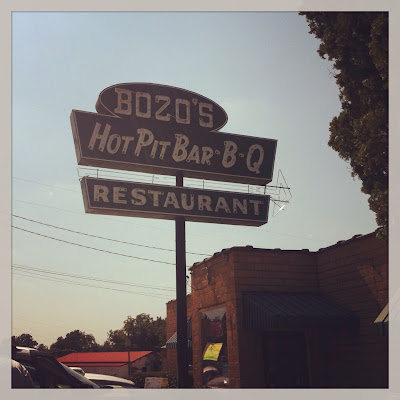 BOZO'S
HOT PIT BAR-B-Q
RESTAURANT